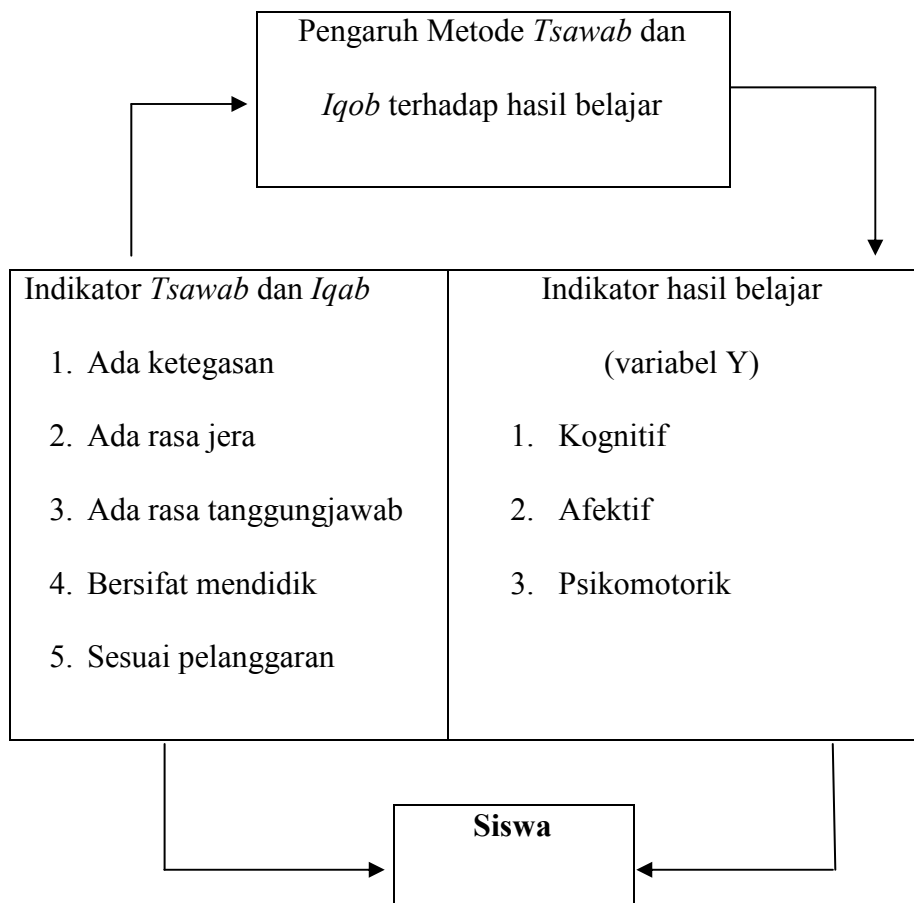 Pengaruh Metode Tsawab dan
Iqob terhadap hasil belajar
Indikator Tsawab dan Iqab
1. Ada ketegasan
2. Ada rasa jera
3. Ada rasa tanggungjawab
4. Bersifat mendidik
5. Sesuai pelanggaran
Indikator hasil belajar
(variabel Y)
1. Kognitif
2. Afektif
3. Psikomotorik
Siswa